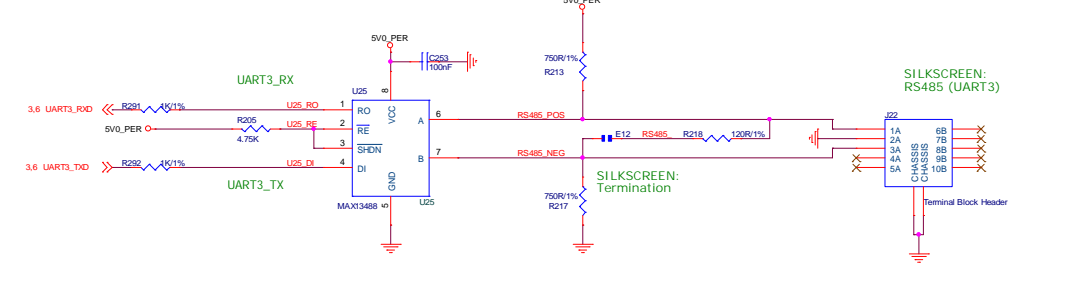 5V0_PER
5V0_PER
C253
100nF
750R/1%
R213
UART3_RX
SILKSCREEN:
RS485 (UART3)
U25
8
3,6 UART3_RXD
R291
1K/1%
U25_RO
1
RO
VCC
A
6
RS485_POS
J22
5V0_PER
R205
4.75K
U25_RE
2
RE
3
SHDN
E12
RS485_
R218
120R/1%
1A
2A
3A
4A
5A
CHASSIS
CHASSIS
6B
7B
8B
9B
10B
3,6 UART3_TXD
R292
1K/1%
U25_DI
4
DI
B
7
RS485_NEG
GND
SILKSCREEN:
Termination
UART3_TX
MAX13488
5
U25
750R/1%
R217
Terminal Block Header